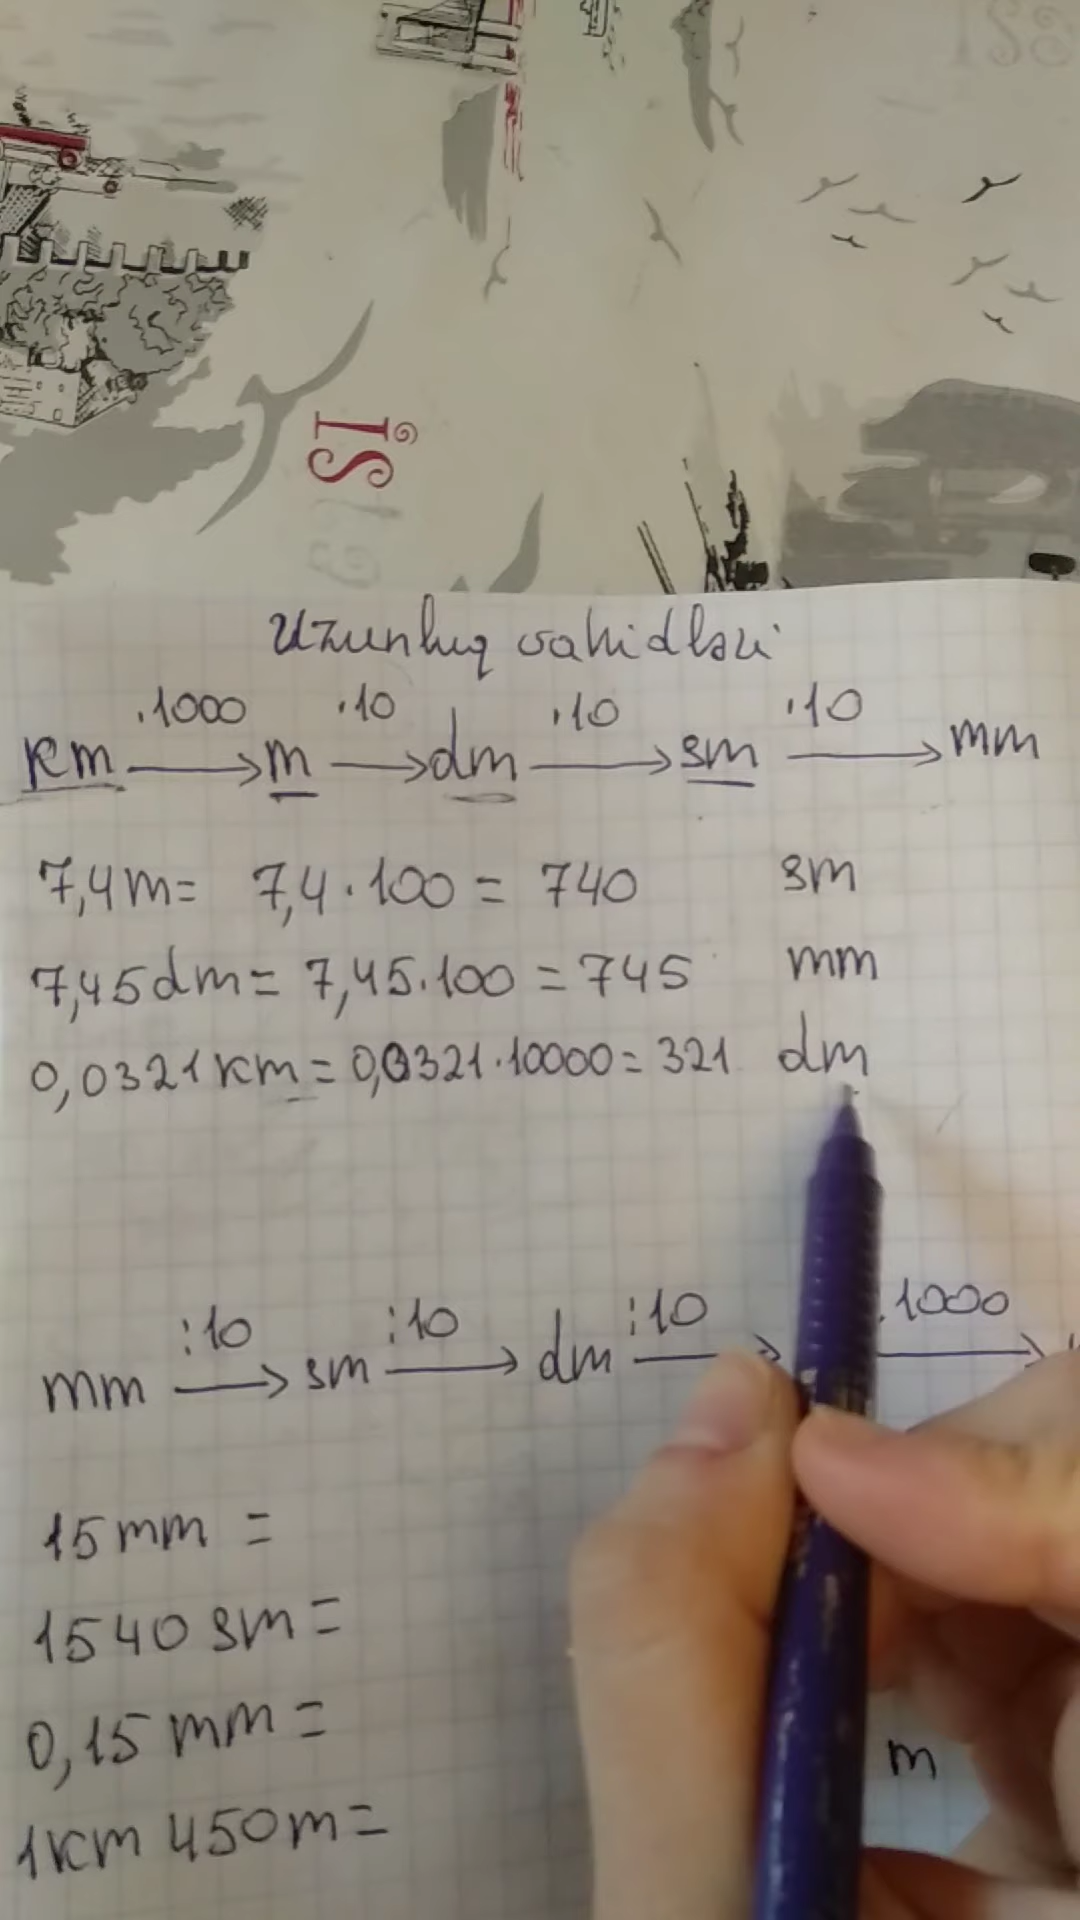 Uzunluq vahidləri
.1000 .10 .10 .10
km → m → dm → sm → mm
7,4m= 7,4.100=740 sm
7,45dm=7,45.100=745 mm
0,0321km=0,0321.10000=321 dm
:10 :10 :10 1000
mm → sm → dm →
15mm =
1540 sm=
0,15 mm=
m
1km 450m=